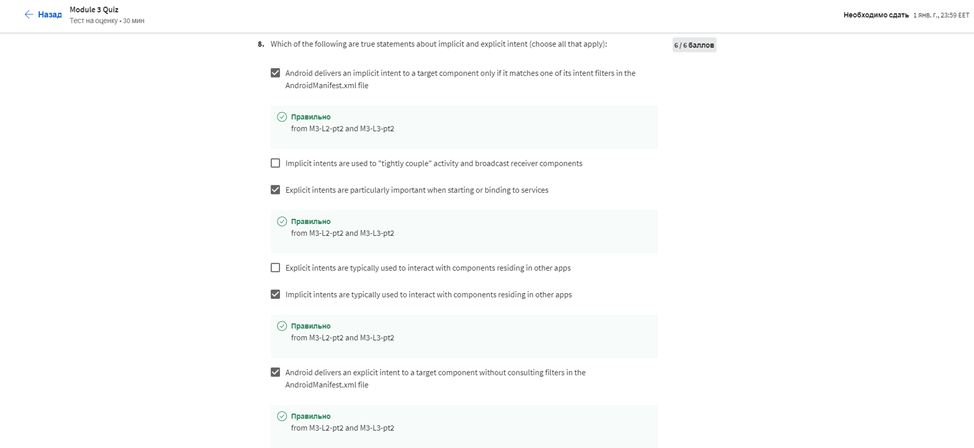 Назад
Module 3 Quiz
Тест на оценку • 30 мин
Необходимо сдать 1 янв. г., 23:59 EET
8. Which of the following are true statements about implicit and explicit intent (choose all that apply):
6 / 6 баллов
Android delivers an implicit intent to a target component only if it matches one of its intent filters in the
AndroidManifest.xml file
Правильно
from M3-L2-pt2 and M3-L3-pt2
Implicit intents are used to "tightly couple" activity and broadcast receiver components
Explicit intents are particularly important when starting or binding to services
Правильно
from M3-L2-pt2 and M3-L3-pt2
Explicit intents are typically used to interact with components residing in other apps
Implicit intents are typically used to interact with components residing in other apps
Правильно
from M3-L2-pt2 and M3-L3-pt2
Android delivers an explicit intent to a target component without consulting filters in the
AndroidManifest.xml file
Правильно
from M3-L2-pt2 and M3-L3-pt2